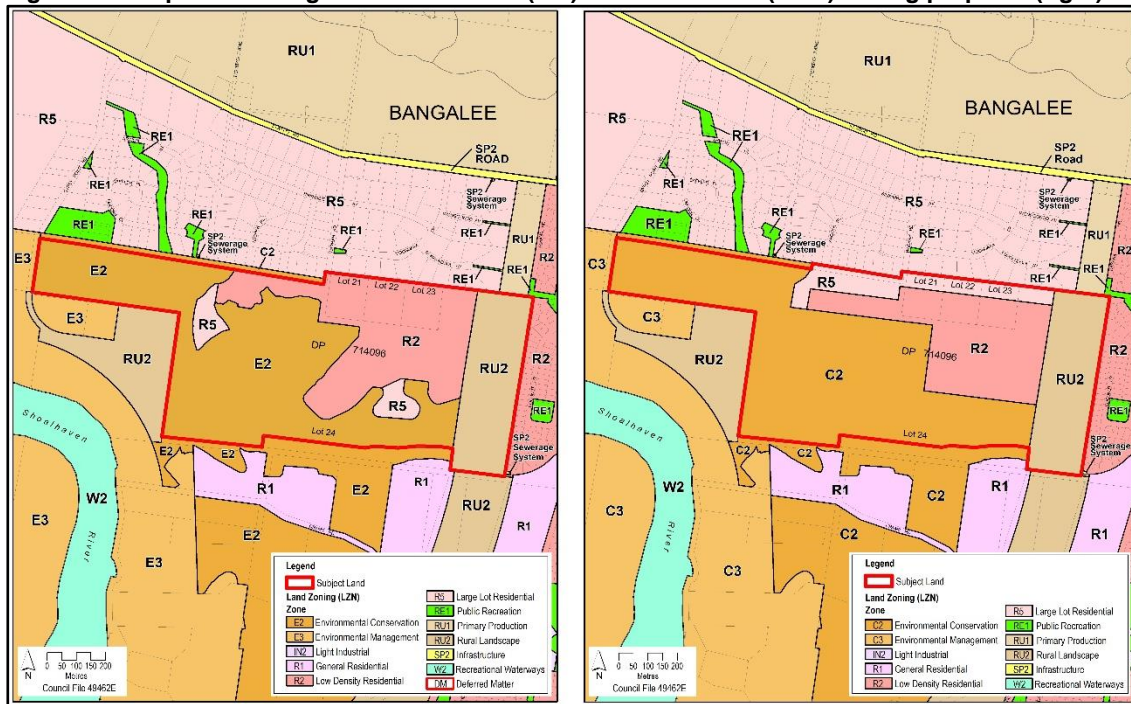 RU1
BANGALEE
R5
RE1
SP2
ROAD
RE1
SP2
Sewerage
System
R5
RE1
RE1
RE1
SP2
Sewerage
System
RE1
RE1
RU1
R2
C2
RE1
E3
E2
Lot 21 Lot 22 Lot 23
E3
R5
RU2
R2
DP 714096
E2
RU2
R2
R5
RE1
Shoalhaven
River
Lot 24
SP2
Sewerage
System
E2
E2
W2
R1
E2
R1
RU2
R1
E3
E3
E2
Legend
Subject Land
Land Zoning (LZN)
Zone
E2 Environmental Conservation
E3 Environmental Management
IN2 Light Industrial
R1 General Residential
R2 Low Density Residential
R5 Large Lot Residential
RE1 Public Recreation
RU1 Primary Production
RU2 Rural Landscape
SP2 Infrastructure
W2 Recreational Waterways
DM Deferred Matter
N
0 50 100 150 200
Metres
Council File 49462E
RU1
BANGALEE
R5
RE1
SP2
Road
RE1
SP2
Sewerage
System
R5
RE1
RE1
RE1
SP2
Sewerage
System
RE1
RE1
RU1
R2
RE1
C3
R5
Lot 21 Lot 22 Lot 23
C3
RU2
R2
DP 714096
C2
RU2
R2
RE1
Shoalhaven
River
Lot 24
SP2
Sewerage
System
C2
C2
W2
R1
C2
R1
RU2
R1
C3
C3
C2
Legend
Subject Land
Land Zoning (LZN)
Zone
C2 Environmental Conservation
C3 Environmental Management
IN2 Light Industrial
R1 General Residential
R2 Low Density Residential
R5 Large Lot Residential
RE1 Public Recreation
RU1 Primary Production
RU2 Rural Landscape
SP2 Infrastructure
W2 Recreational Waterways
N
0 50 100 150 200
Metres
Council File 49462E